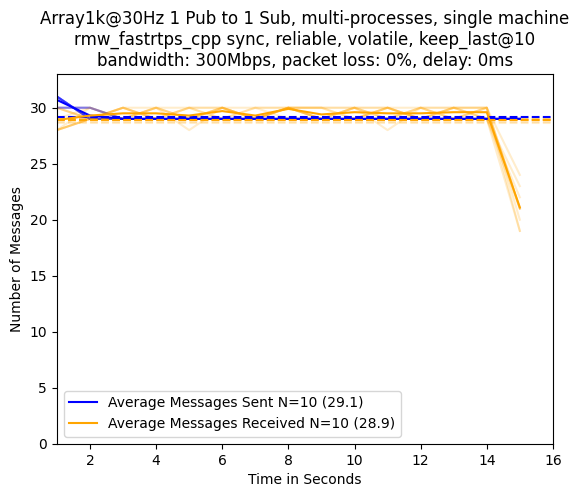 Array1k@30Hz 1 Pub to 1 Sub, multi-processes, single machine
rmw_fastrtps_cpp sync, reliable, volatile, keep_last@10
bandwidth: 300Mbps, packet loss: 0%, delay: 0ms
Number of Messages
30
25
20
15
10
5
0
Average Messages Sent N=10 (29.1)
Average Messages Received N=10 (28.9)
2 4 6 8 10 12 14 16
Time in Seconds